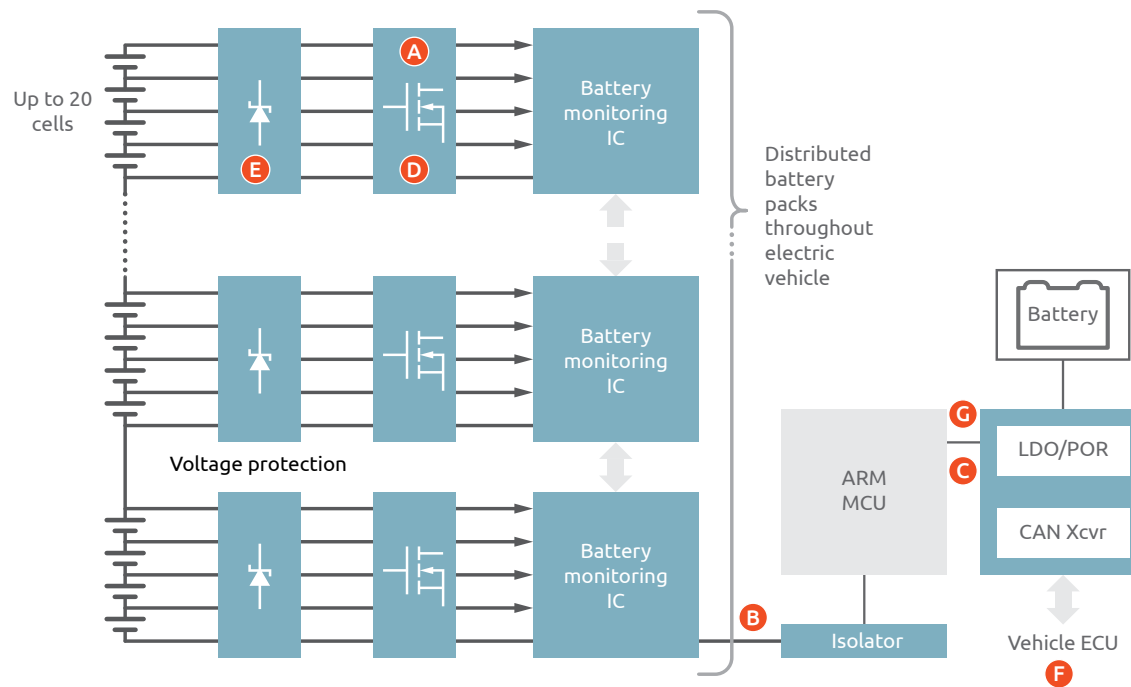 Up to 20
cells
A
E
D
Battery
monitoring
IC
Distributed
battery
packs
throughout
electric
vehicle
Battery
monitoring
IC
Battery
Voltage protection
G
C
ARM
MCU
LDO/POR
CAN Xcvr
Battery
monitoring
IC
B
Isolator
Vehicle ECU
F